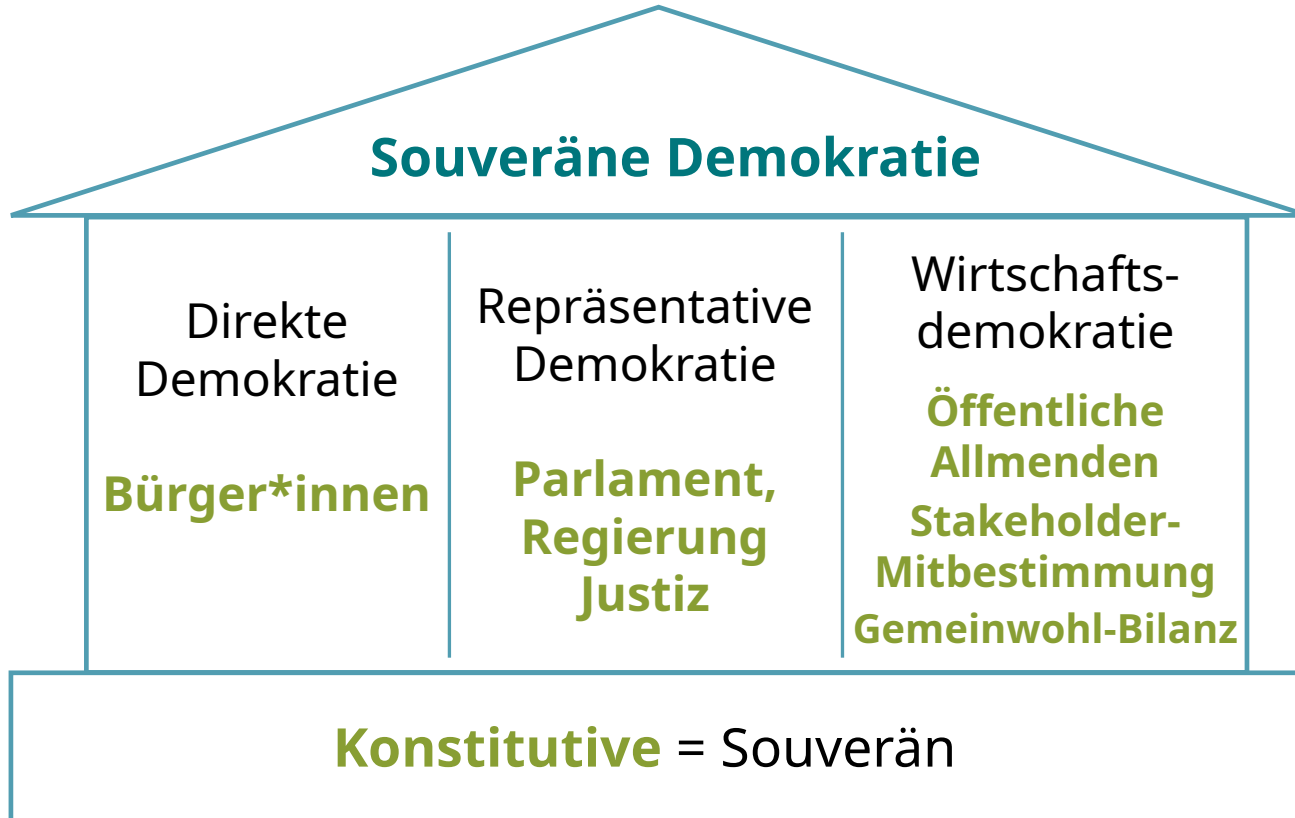 Souveräne Demokratie
Direkte
Demokratie
Bürger*innen
Repräsentative
Demokratie
Parlament,
Regierung
Justiz
Wirtschafts-
demokratie
Öffentliche
Allmenden
Stakeholder-
Mitbestimmung
Gemeinwohl-Bilanz
Konstitutive = Souverän